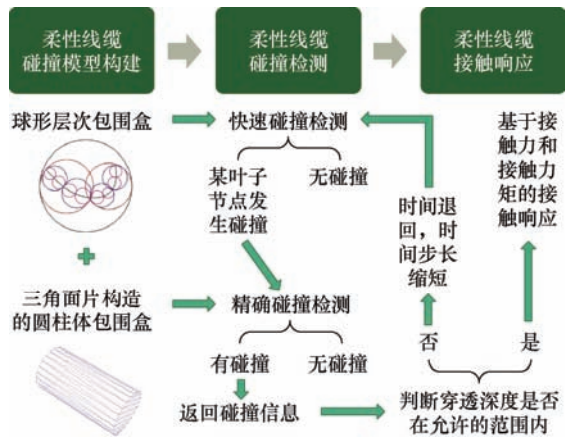 柔性线缆
碰撞模型构建
柔性线缆
碰撞检测
柔性线缆
接触响应
球形层次包围盒
快速碰撞检测
某叶子
节点发
生碰撞
无碰撞
三角面片构造
的圆柱体包围盒
精确碰撞检测
有碰撞
无碰撞
返回碰撞信息
判断穿透深度是否
在允许的范围内
否
是
时间退
回，时
间步长
缩短
基于接
触力和
接触力
矩的接
触响应